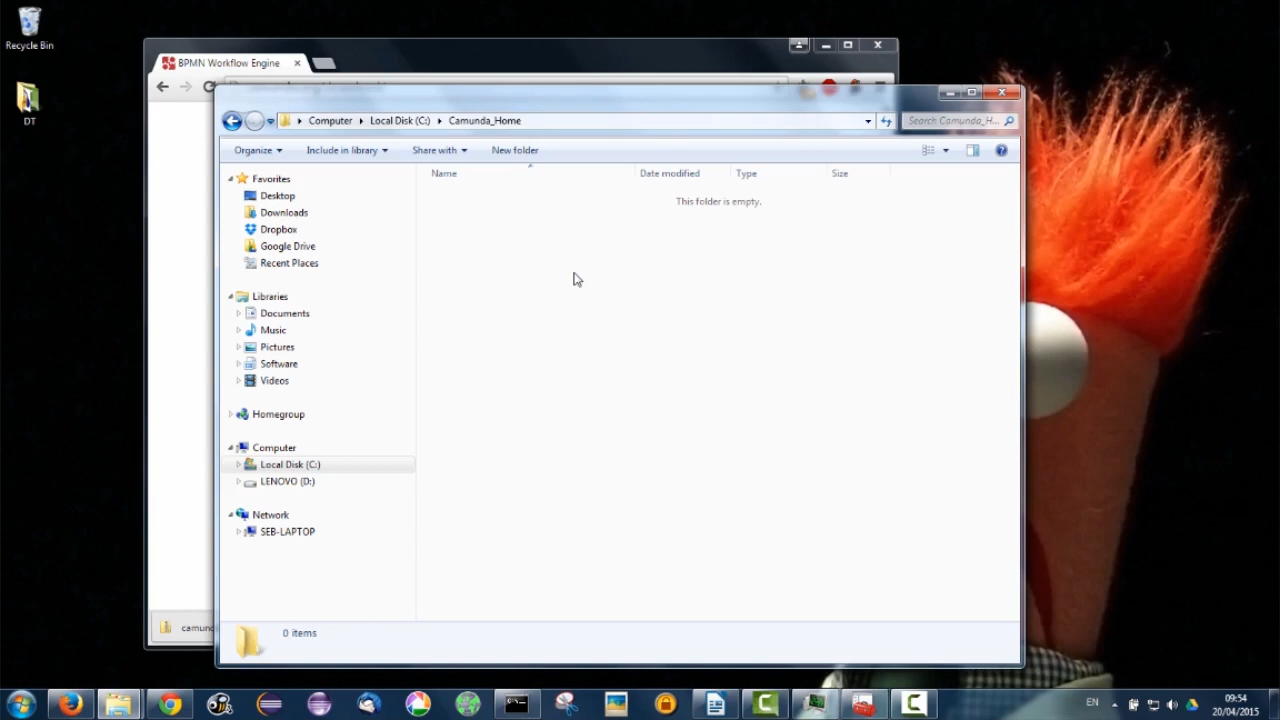 Recycle Bin
DT
BPMN Workflow Engine
Computer
Local Disk (C:)
Camunda_Home
Search Camunda_H...
Organize
Include in library
Share with
New folder
Name
Date modified
Type
Size
This folder is empty.
Favorites
Desktop
Downloads
Dropbox
Google Drive
Recent Places
Libraries
Documents
Music
Pictures
Software
Videos
Homegroup
Computer
Local Disk (C:)
LENOVO (D:)
Network
SEB-LAPTOP
0 items
camund
EN
09:54
20/04/2015